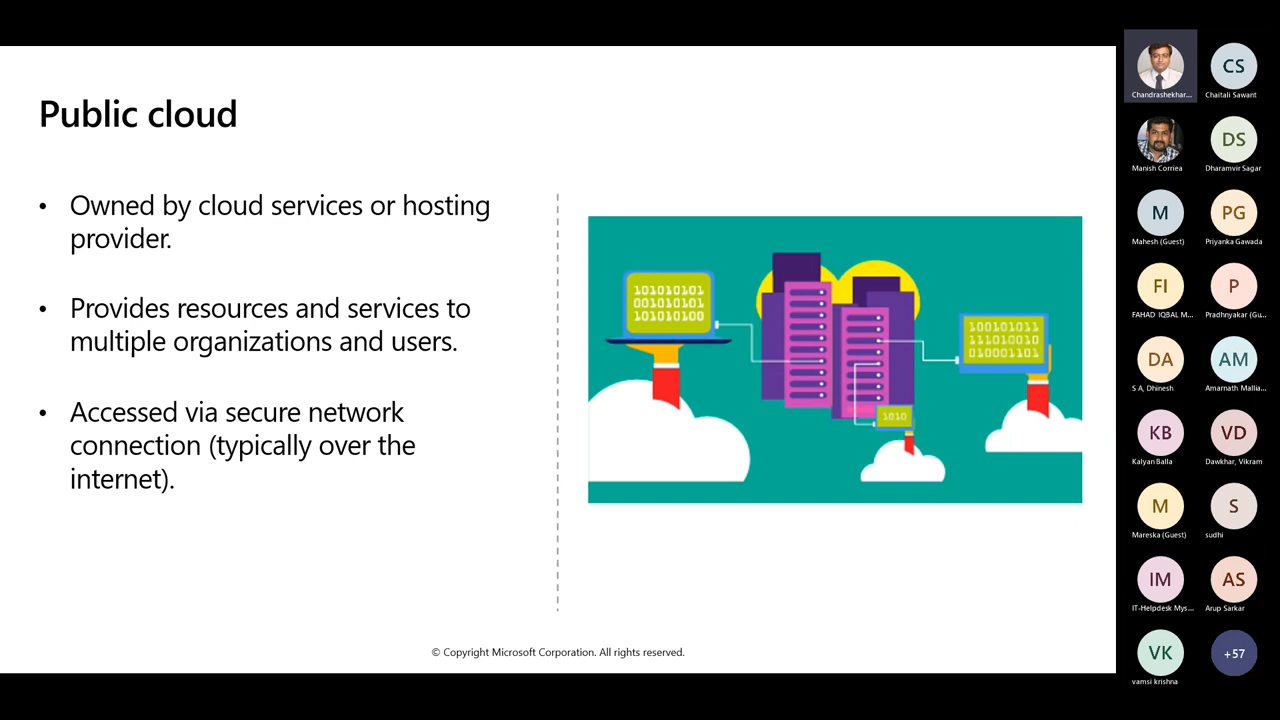 Public cloud
• Owned by cloud services or hosting
provider.
• Provides resources and services to
multiple organizations and users.
• Accessed via secure network
connection (typically over the
internet).
101010101
001010101
101010100
100101011
111010010
010001101
1010
© Copyright Microsoft Corporation. All rights reserved.
Chandrashekhar...
CS
Chaitali Sawant
Manish Corriea
DS
Dharamvir Sagar
M
Mahesh (Guest)
PG
Priyanka Gawada
FI
FAHAD IQBAL M...
P
Pradhnyakar (Gu...
DA
S A, Dhinesh
AM
Amarnath Mallia...
KB
Kalyan Balla
VD
Dawkhar, Vikram
M
Mareska (Guest)
S
sudhi
IM
IT-Helpdesk Mys...
AS
Arup Sarkar
VK
vamsi krishna
+57